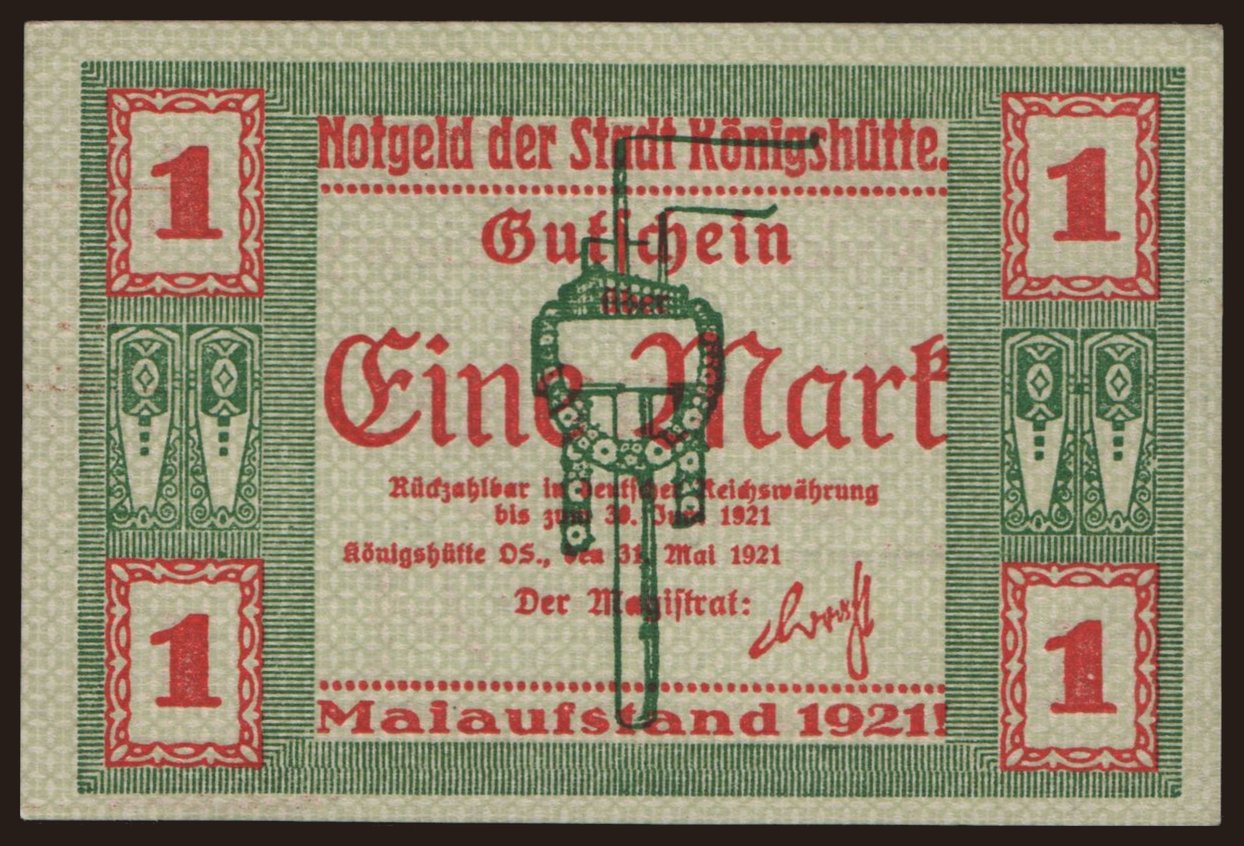 1 1
Notgeld der Stadt Königshütte.
Gutschein
über
Eine Mark
Rückzahlbar in deutscher Reichswährung
bis zum 30. Juni 1921
Königshütte OS., den 31. Mai 1921
Der Magistrat:
1 1
Maiaufstand 1921!